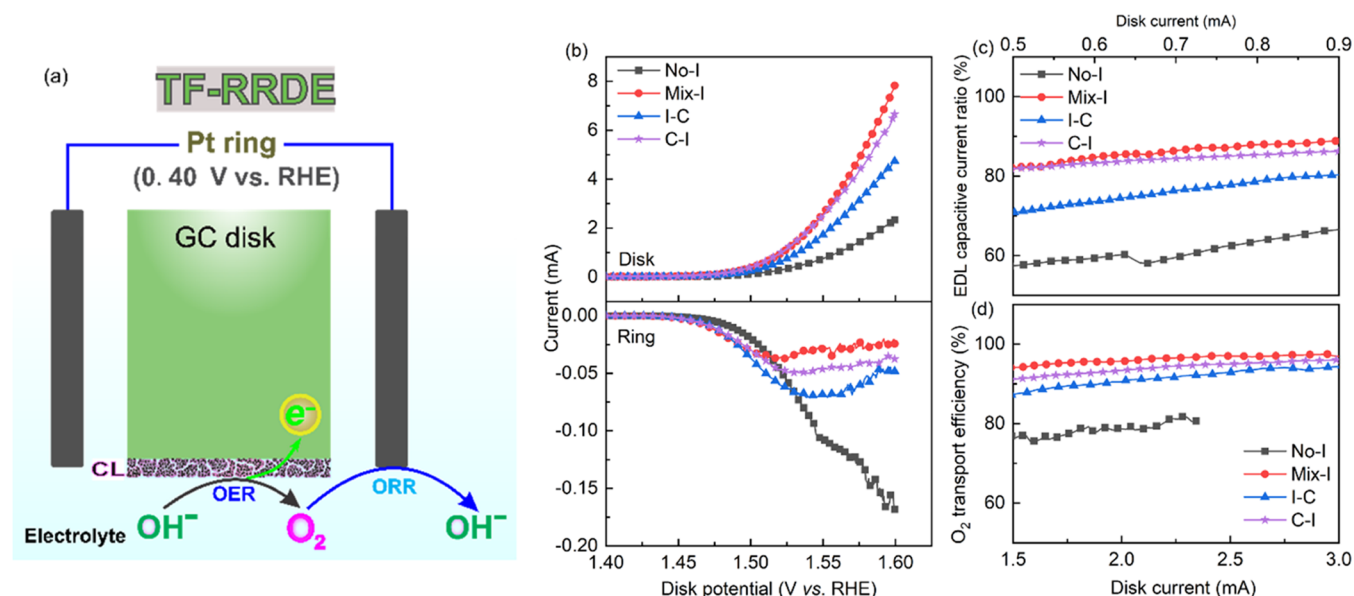 (a)
TF-RRDE
Pt ring
(0. 40 V vs. RHE)
GC disk
e⁻
CL
OER
ORR
Electrolyte
OH⁻
O₂
OH⁻
(b)
No-I
Mix-I
I-C
C-I
8
6
4
2
0
Disk
Current (mA)
0.00
-0.05
-0.10
-0.15
-0.20
Ring
1.40
1.45
1.50
1.55
1.60
Disk potential (V vs. RHE)
Disk current (mA)
0.5
0.6
0.7
0.8
0.9
(c)
No-I
Mix-I
I-C
C-I
100
80
60
EDL capacitive current ratio (%)
(d)
100
80
60
50
O₂ transport efficiency (%)
No-I
Mix-I
I-C
C-I
1.5
2.0
2.5
3.0
Disk current (mA)